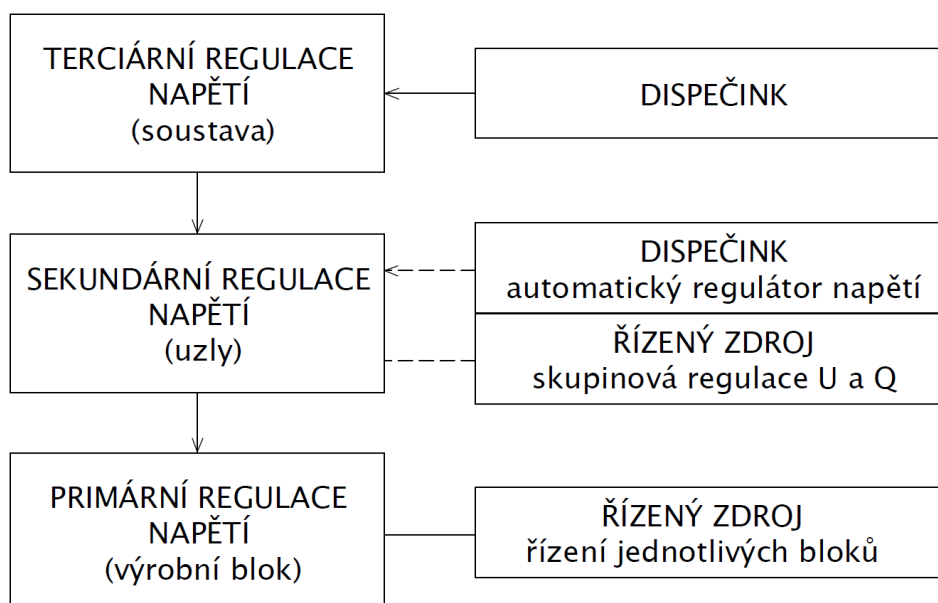 TERCIÁRNÍ REGULACE
NAPĚTÍ
(soustava)
DISPEČINK
SEKUNDÁRNÍ REGULACE
NAPĚTÍ
(uzly)
DISPEČINK
automatický regulátor napětí
ŘÍZENÝ ZDROJ
skupinová regulace U a Q
PRIMÁRNÍ REGULACE
NAPĚTÍ
(výrobní blok)
ŘÍZENÝ ZDROJ
řízení jednotlivých bloků